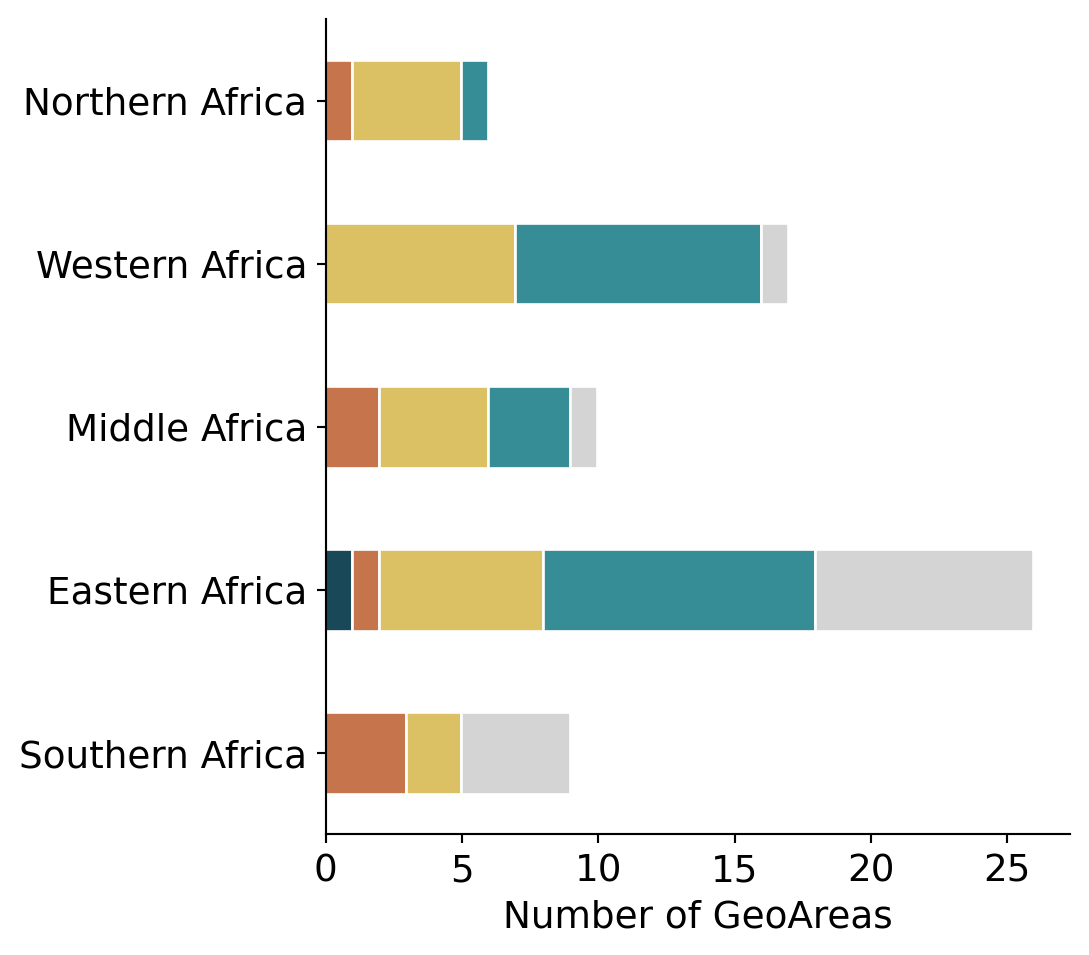 Northern Africa
Western Africa
Middle Africa
Eastern Africa
Southern Africa
0 5 10 15 20 25
Number of GeoAreas